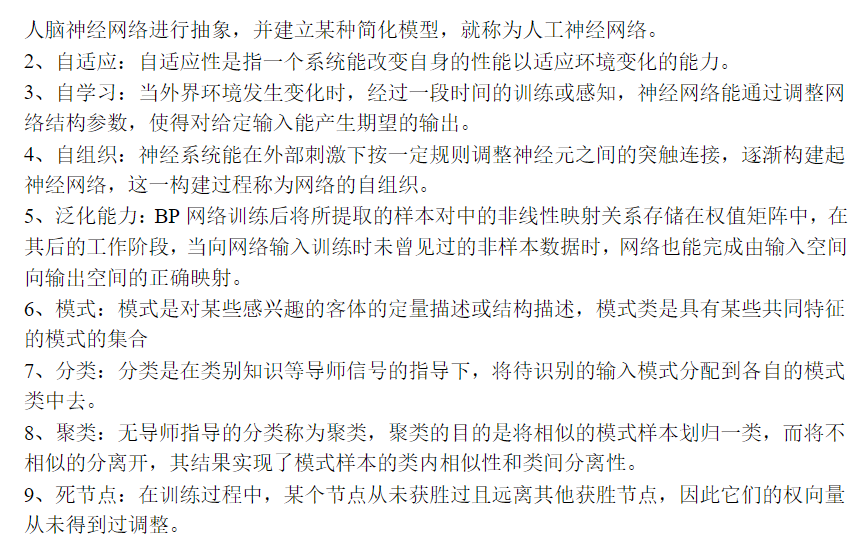 人脑神经网络进行抽象，并建立某种简化模型，就称为人工神经网络。
2、自适应：自适应性是指一个系统能改变自身的性能以适应环境变化的能力。
3、自学习：当外界环境发生变化时，经过一段时间的训练或感知，神经网络能通过调整网
络结构参数，使得对给定输入能产生期望的输出。
4、自组织：神经系统能在外部刺激下按一定规则调整神经元之间的突触连接，逐渐构建起
神经网络，这一构建过程称为网络的自组织。
5、泛化能力：BP 网络训练后将所提取的样本对中的非线性映射关系存储在权值矩阵中，在
其后的工作阶段，当向网络输入训练时未曾见过的非样本数据时，网络也能完成由输入空间
向输出空间的正确映射。
6、模式：模式是对某些感兴趣的客体的定量描述或结构描述，模式类是具有某些共同特征
的模式的集合
7、分类：分类是在类别知识等导师信号的指导下，将待识别的输入模式分配到各自的模式
类中去。
8、聚类：无导师指导的分类称为聚类，聚类的目的是将相似的模式样本划归一类，而将不
相似的分离开，其结果实现了模式样本的类内相似性和类间分离性。
9、死节点：在训练过程中，某个节点从未获胜过且远离其他获胜节点，因此它们的权向量
从未得到过调整。